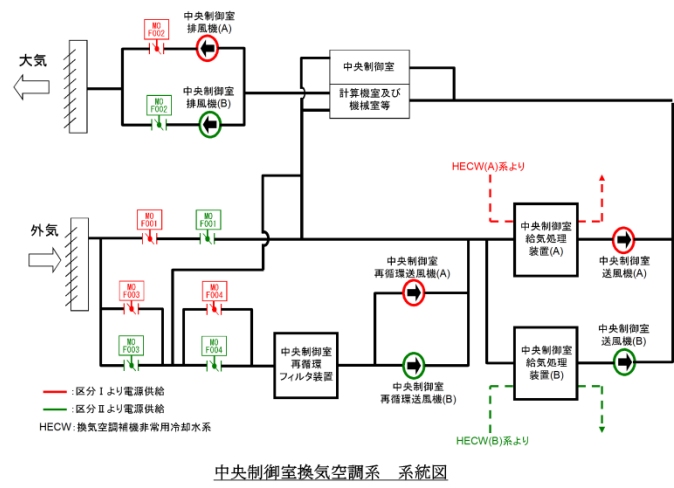 大気
MO
F002
中央制御室
排風機(A)
MO
F002
中央制御室
排風機(B)
中央制御室
計算機室及び
機械室等
外気
MO
F001
MO
F001
HECW(A)系より
中央制御室
給気処理
装置(A)
中央制御室
送風機(A)
MO
F003
MO
F004
中央制御室
再循環送風機(A)
MO
F003
MO
F004
中央制御室
再循環
フィルタ装置
中央制御室
再循環送風機(B)
中央制御室
給気処理
装置(B)
中央制御室
送風機(B)
HECW(B)系より
:区分Ⅰより電源供給
:区分Ⅱより電源供給
HECW:換気空調補機非常用冷却水系
中央制御室換気空調系 系統図